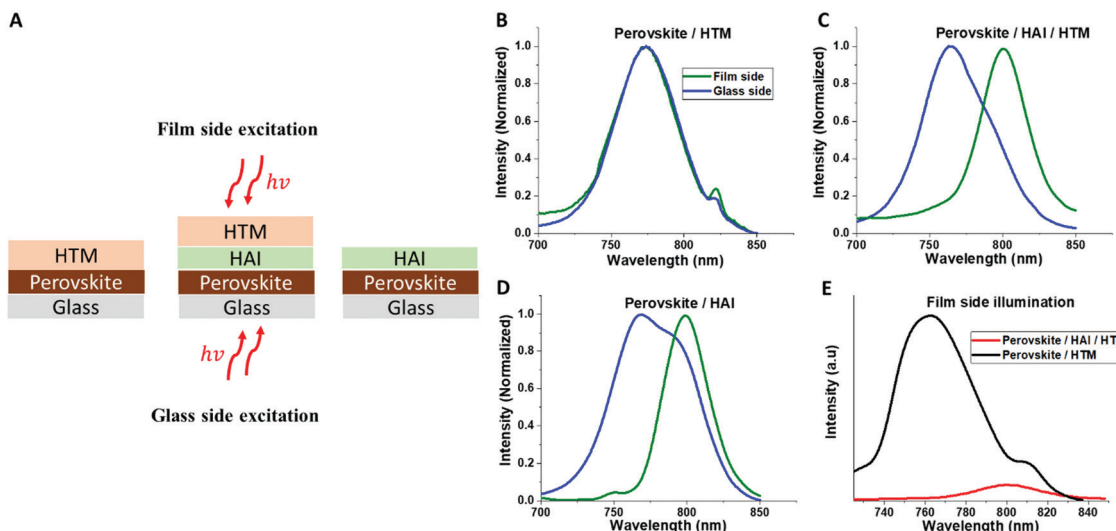 A
Film side excitation
hv
HTM
HAI
Perovskite
Glass
HTM
Perovskite
Glass
HAI
Perovskite
Glass
hv
Glass side excitation
B
Perovskite / HTM
Film side
Glass side
Intensity (Normalized)
1.0
0.8
0.6
0.4
0.2
0.0
700
750
800
850
Wavelength (nm)
C
Perovskite / HAI / HTM
Intensity (Normalized)
1.0
0.8
0.6
0.4
0.2
0.0
700
750
800
850
Wavelength (nm)
D
Perovskite / HAI
Intensity (Normalized)
1.0
0.8
0.6
0.4
0.2
0.0
700
750
800
850
Wavelength (nm)
E
Film side illumination
Perovskite / HAI / HT
Perovskite / HTM
Intensity (a.u)
740
760
780
800
820
840
Wavelength (nm)